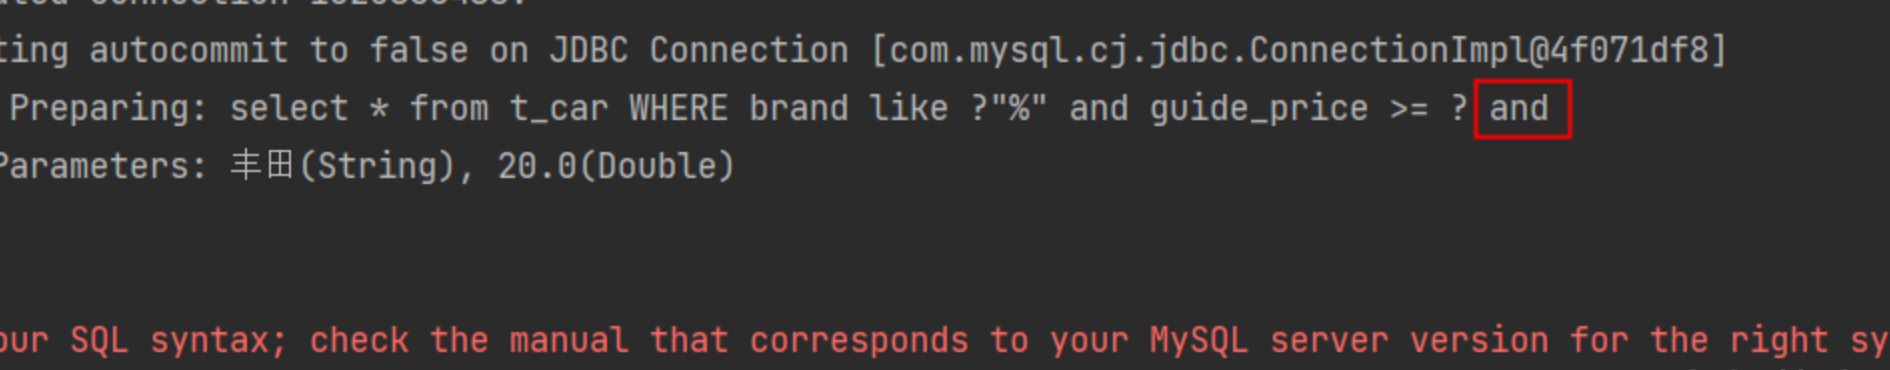 ting autocommit to false on JDBC Connection [com.mysql.cj.jdbc.ConnectionImpl@4f071df8]
Preparing: select * from t_car WHERE brand like ?"%" and guide_price >= ? and
Parameters: 丰田(String), 20.0(Double)
our SQL syntax; check the manual that corresponds to your MySQL server version for the right sy